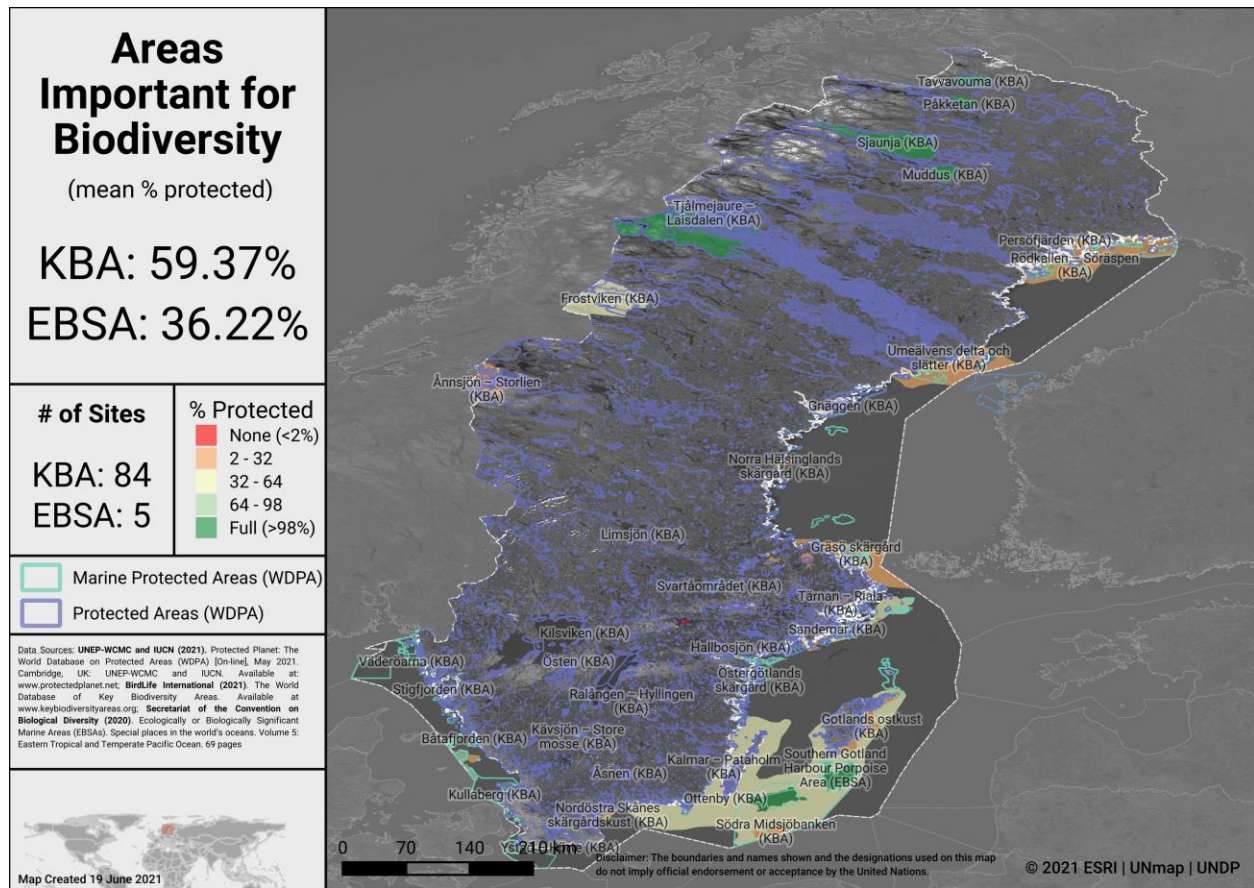 Areas
Important for
Biodiversity
(mean % protected)
KBA: 59.37%
EBSA: 36.22%
# of Sites
KBA: 84
EBSA: 5
% Protected
None (<2%)
2 - 32
32 - 64
64 - 98
Full (>98%)
Marine Protected Areas (WDPA)
Protected Areas (WDPA)
Data Sources: UNEP-WCMC and IUCN (2021). Protected Planet: The
World Database on Protected Areas (WDPA) [On-line], May 2021.
Cambridge, UK: UNEP-WCMC and IUCN. Available at:
www.protectedplanet.net; BirdLife International (2021). The World
Database of Key Biodiversity Areas. Available at
www.keybiodiversityareas.org; Secretariat of the Convention on
Biological Diversity (2020). Ecologically or Biologically Significant
Marine Areas (EBSAs). Special places in the world's oceans. Volume 5:
Eastern Tropical and Temperate Pacific Ocean. 69 pages
Map Created 19 June 2021
Tavvavouma (KBA)
Påkketan (KBA)
Sjaunja (KBA)
Muddus (KBA)
Tjålmejaure –
Laisdalen (KBA)
Persöfjärden (KBA)
Rödkallen – Söräspen
(KBA)
Frostviken (KBA)
Umeälvens delta och
slätter (KBA)
Ånnsjön – Storlien
(KBA)
Gnäggen (KBA)
Norra Hälsinglands
skärgård (KBA)
Limsjön (KBA)
Gräsö skärgård
(KBA)
Svartåområdet (KBA)
Tärnan – Riala
(KBA)
Sandemar (KBA)
Kilsviken (KBA)
Hallbosjön (KBA)
Väderöarna (KBA)
Östen (KBA)
Östergötlands
skärgård (KBA)
Stigfjorden (KBA)
Ralången – Hyllingen
(KBA)
Gotlands ostkust
(KBA)
Båtafjorden (KBA)
Kävsjön – Store
mosse (KBA)
Kalmar – Pataholm
(KBA)
Southern Gotland
Harbour Porpoise
Area (EBSA)
Åsnen (KBA)
Kullaberg (KBA)
Ottenby (KBA)
Nordöstra Skånes
skärgårdskust (KBA)
Södra Midsjöbanken
(KBA)
(KBA)
0 70 140 210 km
Disclaimer: The boundaries and names shown and the designations used on this map
do not imply official endorsement or acceptance by the United Nations.
© 2021 ESRI | UNmap | UNDP